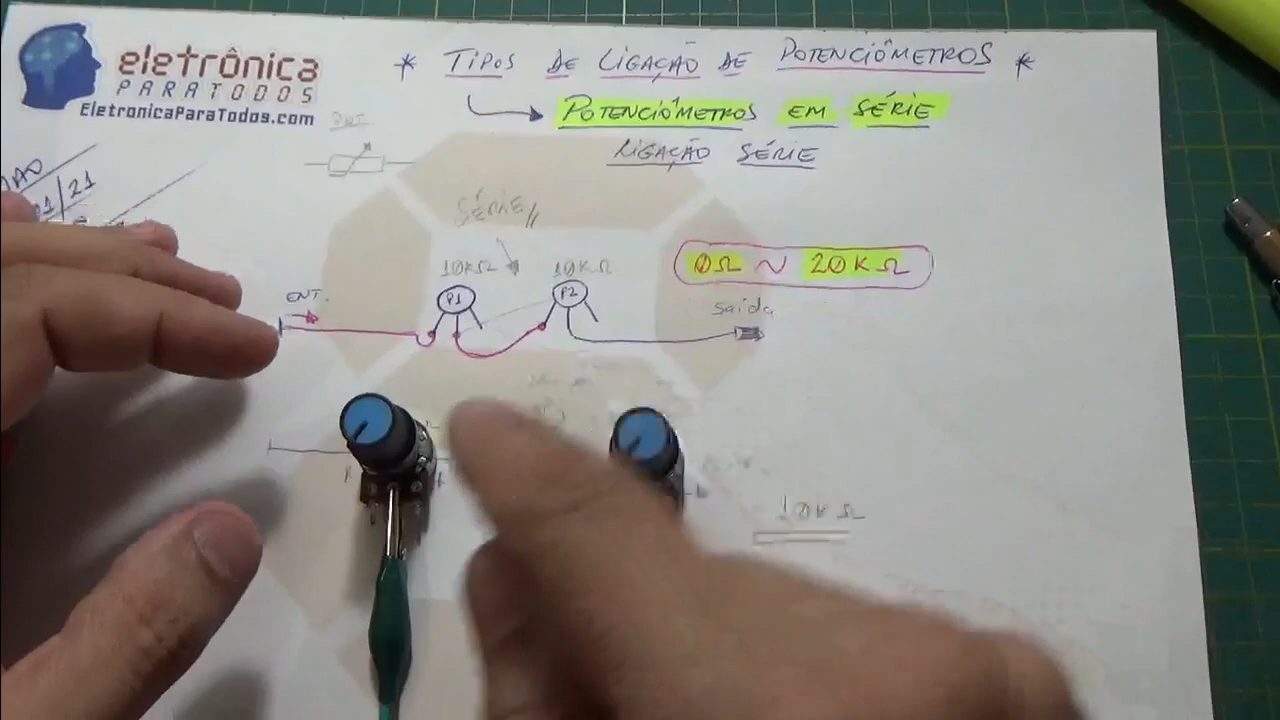 eletrônica
PARATODOS
EletronicaParaTodos.com
* TIPOS DE LIGAÇÃO DE POTENCIÔMETROS *
POTENCIÔMETROS EM SÉRIE
LIGAÇÃO SÉRIE
SÉRIE
10KΩ 10KΩ
0Ω ~ 20KΩ
ENT.
P1 P2
Saída
10KΩ